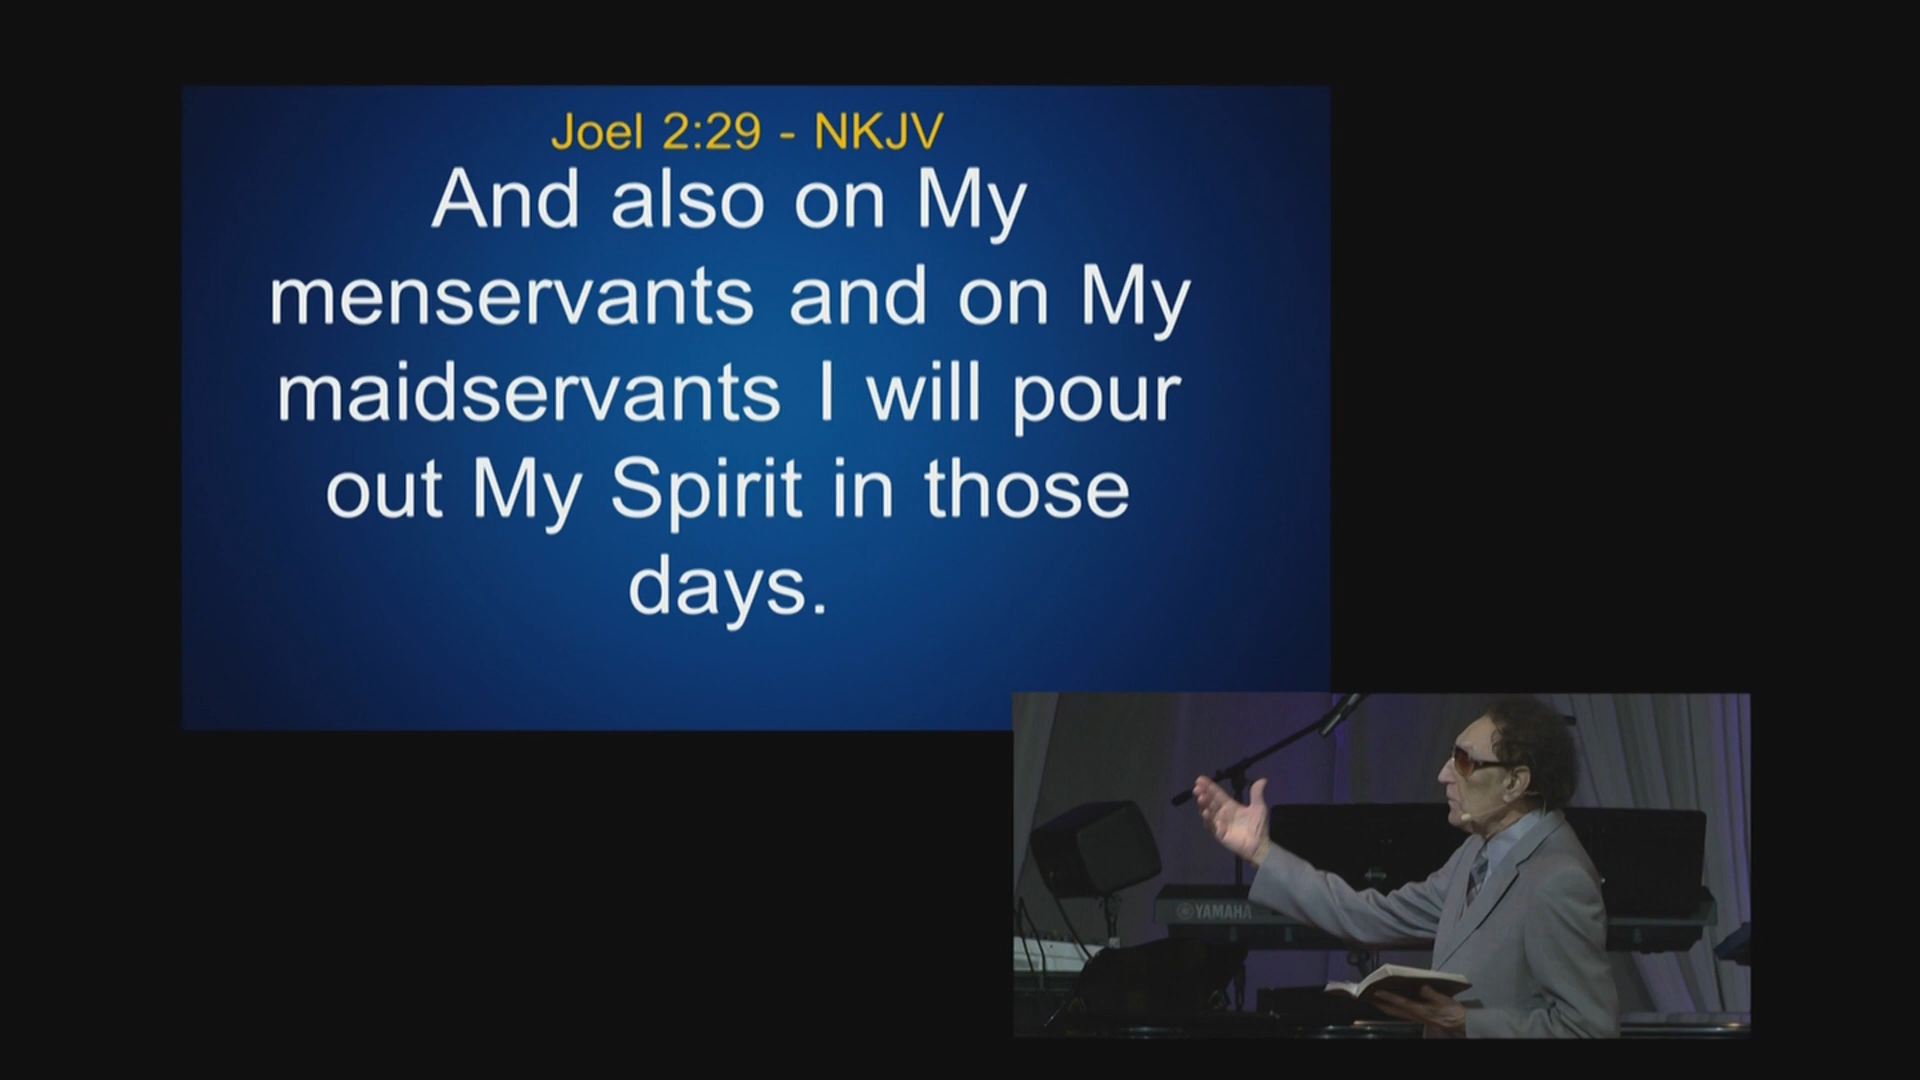 Joel 2:29 - NKJV
And also on My
menservants and on My
maidservants I will pour
out My Spirit in those
days.
YAMAHA